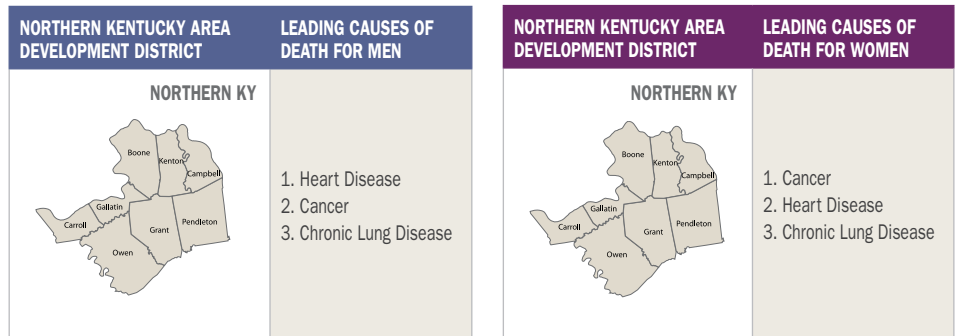 NORTHERN KENTUCKY AREA
DEVELOPMENT DISTRICT
LEADING CAUSES OF
DEATH FOR MEN
NORTHERN KY
Boone
Kenton
Campbell
Gallatin
Carroll
Grant
Pendleton
Owen
1. Heart Disease
2. Cancer
3. Chronic Lung Disease
NORTHERN KENTUCKY AREA
DEVELOPMENT DISTRICT
LEADING CAUSES OF
DEATH FOR WOMEN
NORTHERN KY
Boone
Kenton
Campbell
Gallatin
Carroll
Grant
Pendleton
Owen
1. Cancer
2. Heart Disease
3. Chronic Lung Disease